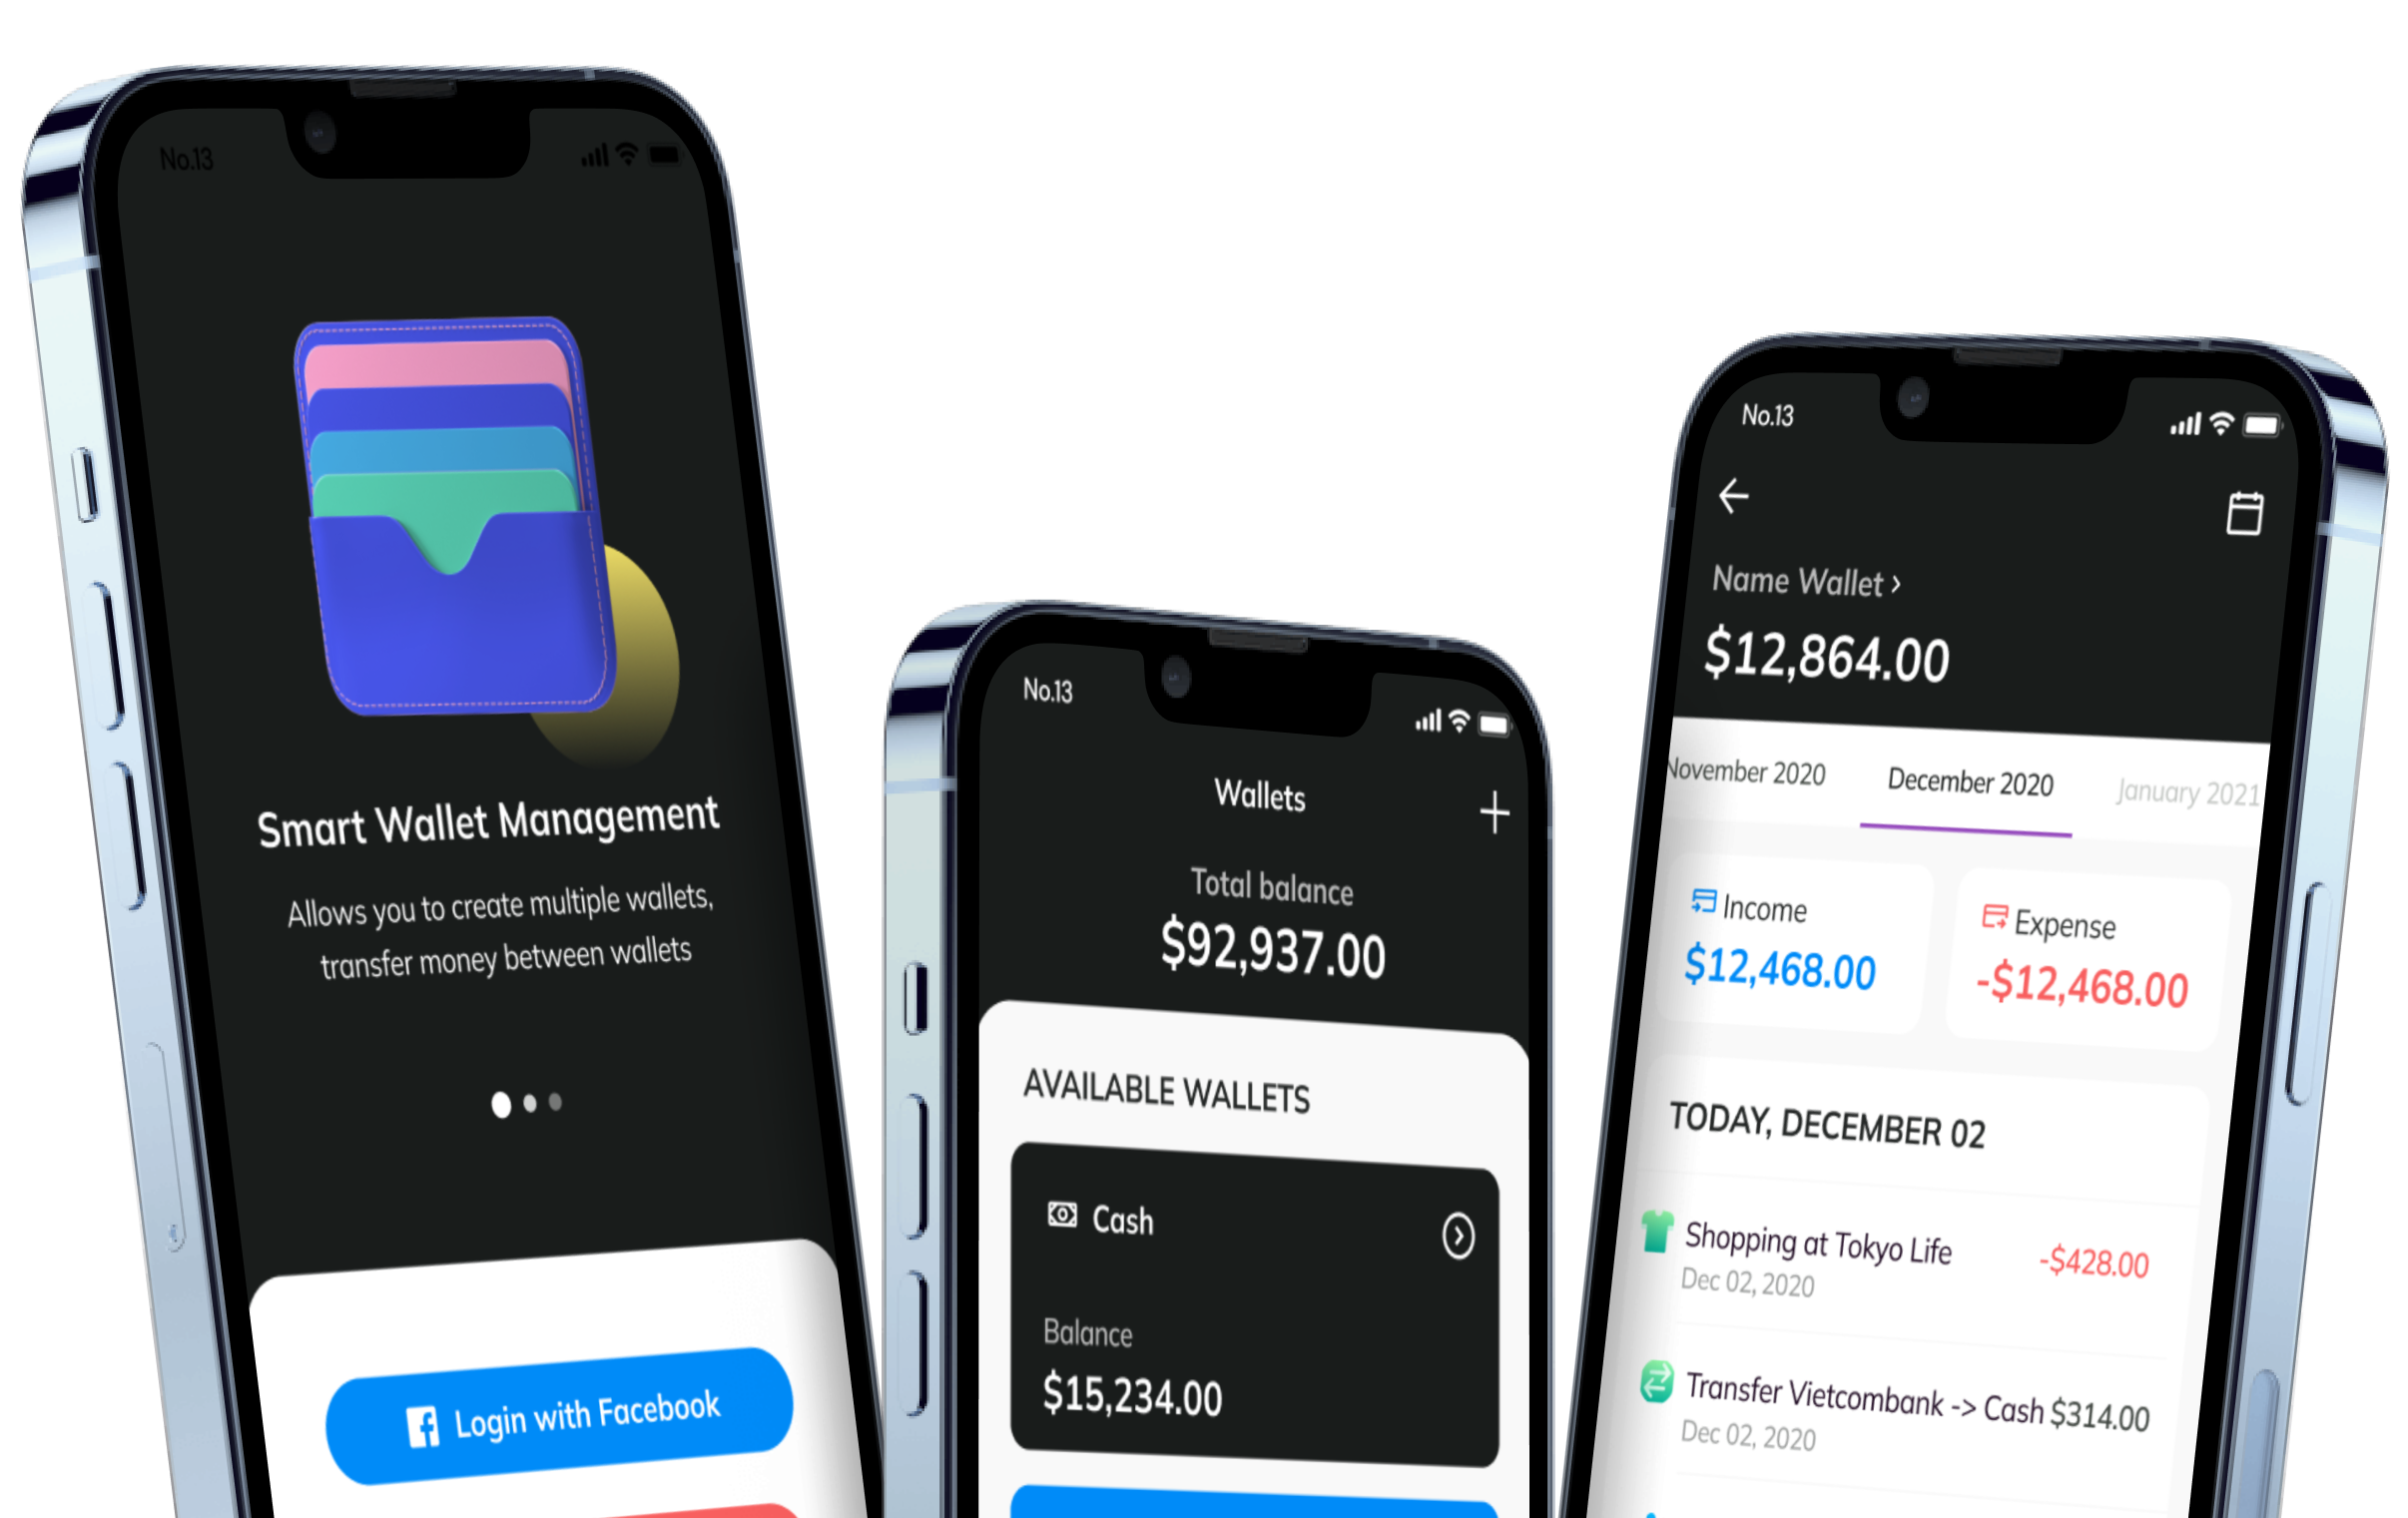 No.13
Smart Wallet Management
Allows you to create multiple wallets,
transfer money between wallets
Login with Facebook
No.13
Wallets
Total balance
$92,937.00
AVAILABLE WALLETS
Cash
Balance
$15,234.00
No.13
Name Wallet ›
$12,864.00
November 2020 December 2020 January 2021
Income
$12,468.00
Expense
-$12,468.00
TODAY, DECEMBER 02
Shopping at Tokyo Life -$428.00
Dec 02, 2020
Transfer Vietcombank -> Cash $314.00
Dec 02, 2020